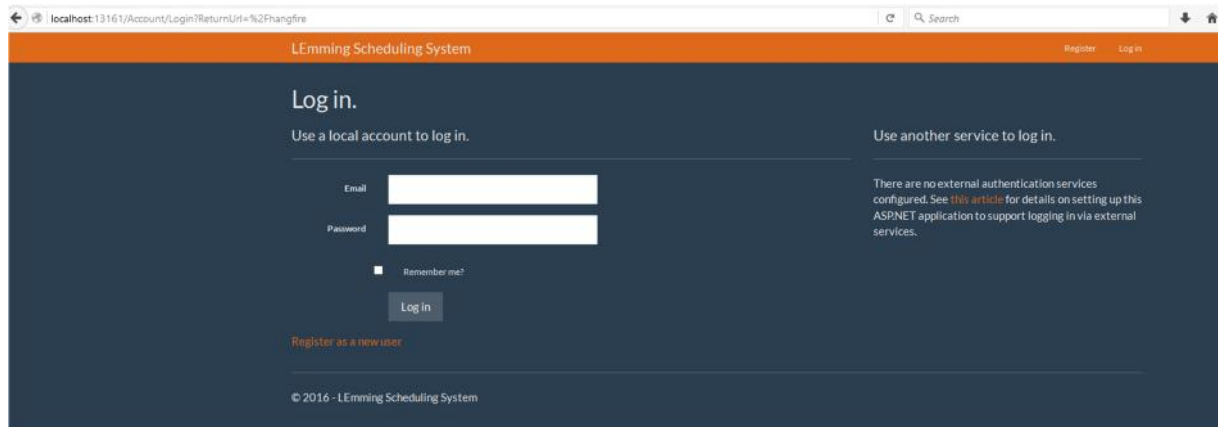 localhost:13161/Account/Login?ReturnUrl=%2Fhangfire
Search
LEmming Scheduling System
Register Log in
Log in.
Use a local account to log in.
Email
Password
Remember me?
Log in
Register as a new user
Use another service to log in.
There are no external authentication services
configured. See this article for details on setting up this
ASP.NET application to support logging in via external
services.
© 2016 - LEmming Scheduling System